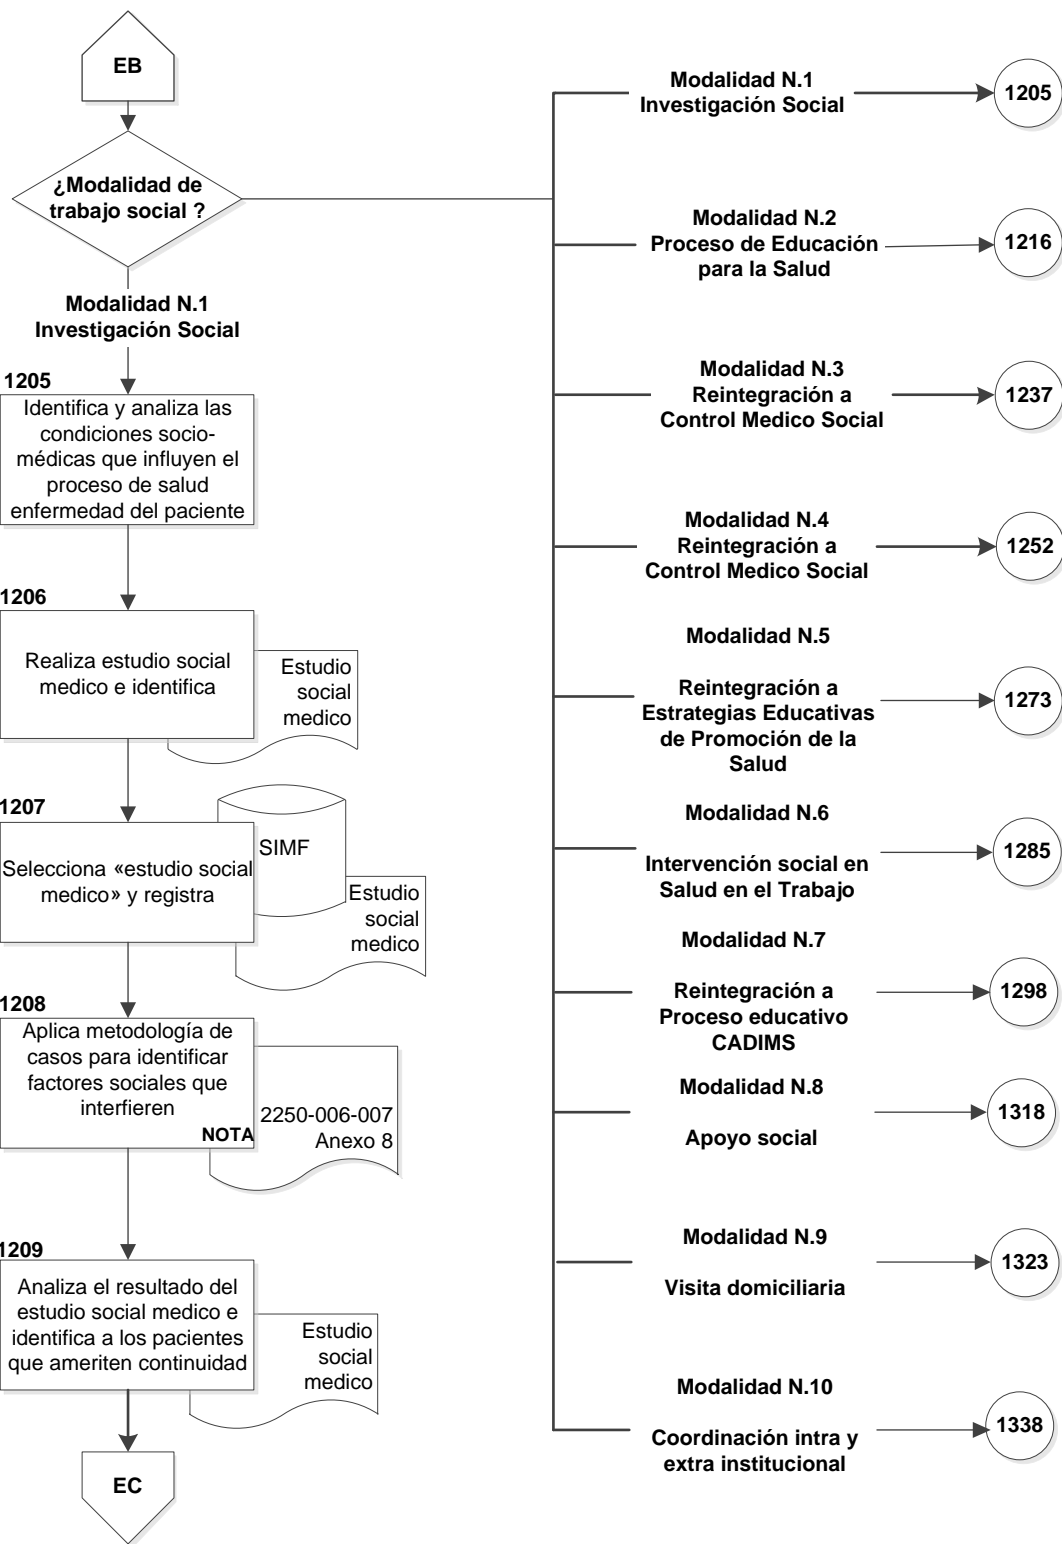 EB
¿Modalidad de
trabajo social ?
Modalidad N.1
Investigación Social
1205
Identifica y analiza las
condiciones socio-
médicas que influyen el
proceso de salud
enfermedad del paciente
1206
Realiza estudio social
medico e identifica
Estudio
social
medico
1207
Selecciona «estudio social
medico» y registra
SIMF
Estudio
social
medico
1208
Aplica metodología de
casos para identificar
factores sociales que
interfieren
NOTA
2250-006-007
Anexo 8
1209
Analiza el resultado del
estudio social medico e
identifica a los pacientes
que ameriten continuidad
Estudio
social
medico
EC
Modalidad N.1
Investigación Social
1205
Modalidad N.2
Proceso de Educación
para la Salud
1216
Modalidad N.3
Reintegración a
Control Medico Social
1237
Modalidad N.4
Reintegración a
Control Medico Social
1252
Modalidad N.5
Reintegración a
Estrategias Educativas
de Promoción de la
Salud
1273
Modalidad N.6
Intervención social en
Salud en el Trabajo
1285
Modalidad N.7
Reintegración a
Proceso educativo
CADIMS
1298
Modalidad N.8
Apoyo social
1318
Modalidad N.9
Visita domiciliaria
1323
Modalidad N.10
Coordinación intra y
extra institucional
1338